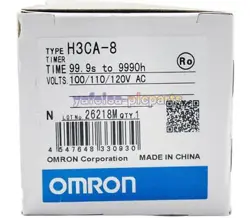 TYPE H3CA-8
TIMER
TIME 99.9s to 9990h
VOLTS 100/110/120V AC
Ro
N LOT No. 26218M QTY. 1
4 547648 330930
OMRON Corporation MADE IN CHINA
OMRON